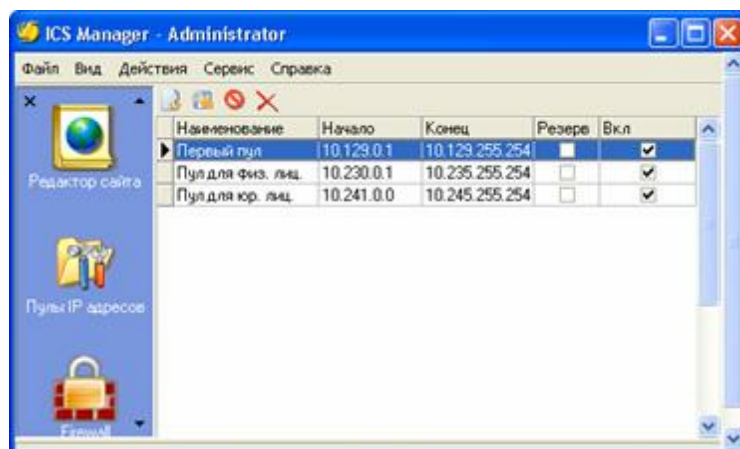 ICS Manager - Administrator
Файл Вид Действия Сервис Справка
Наименование Начало Конец Резерв Вкл
Первый пул 10.129.0.1 10.129.255.254
Пул для физ. лиц. 10.230.0.1 10.235.255.254
Пул для юр. лиц. 10.241.0.0 10.245.255.254
Редактор сайта
Пулы IP адресов
Firewall